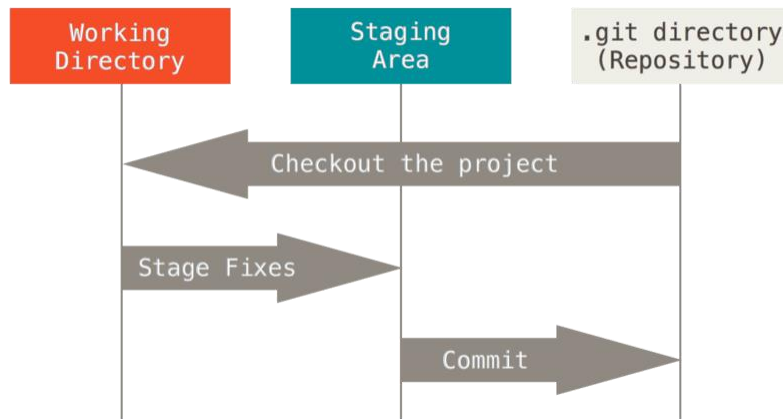 Working
Directory
Staging
Area
.git directory
(Repository)
Checkout the project
Stage Fixes
Commit